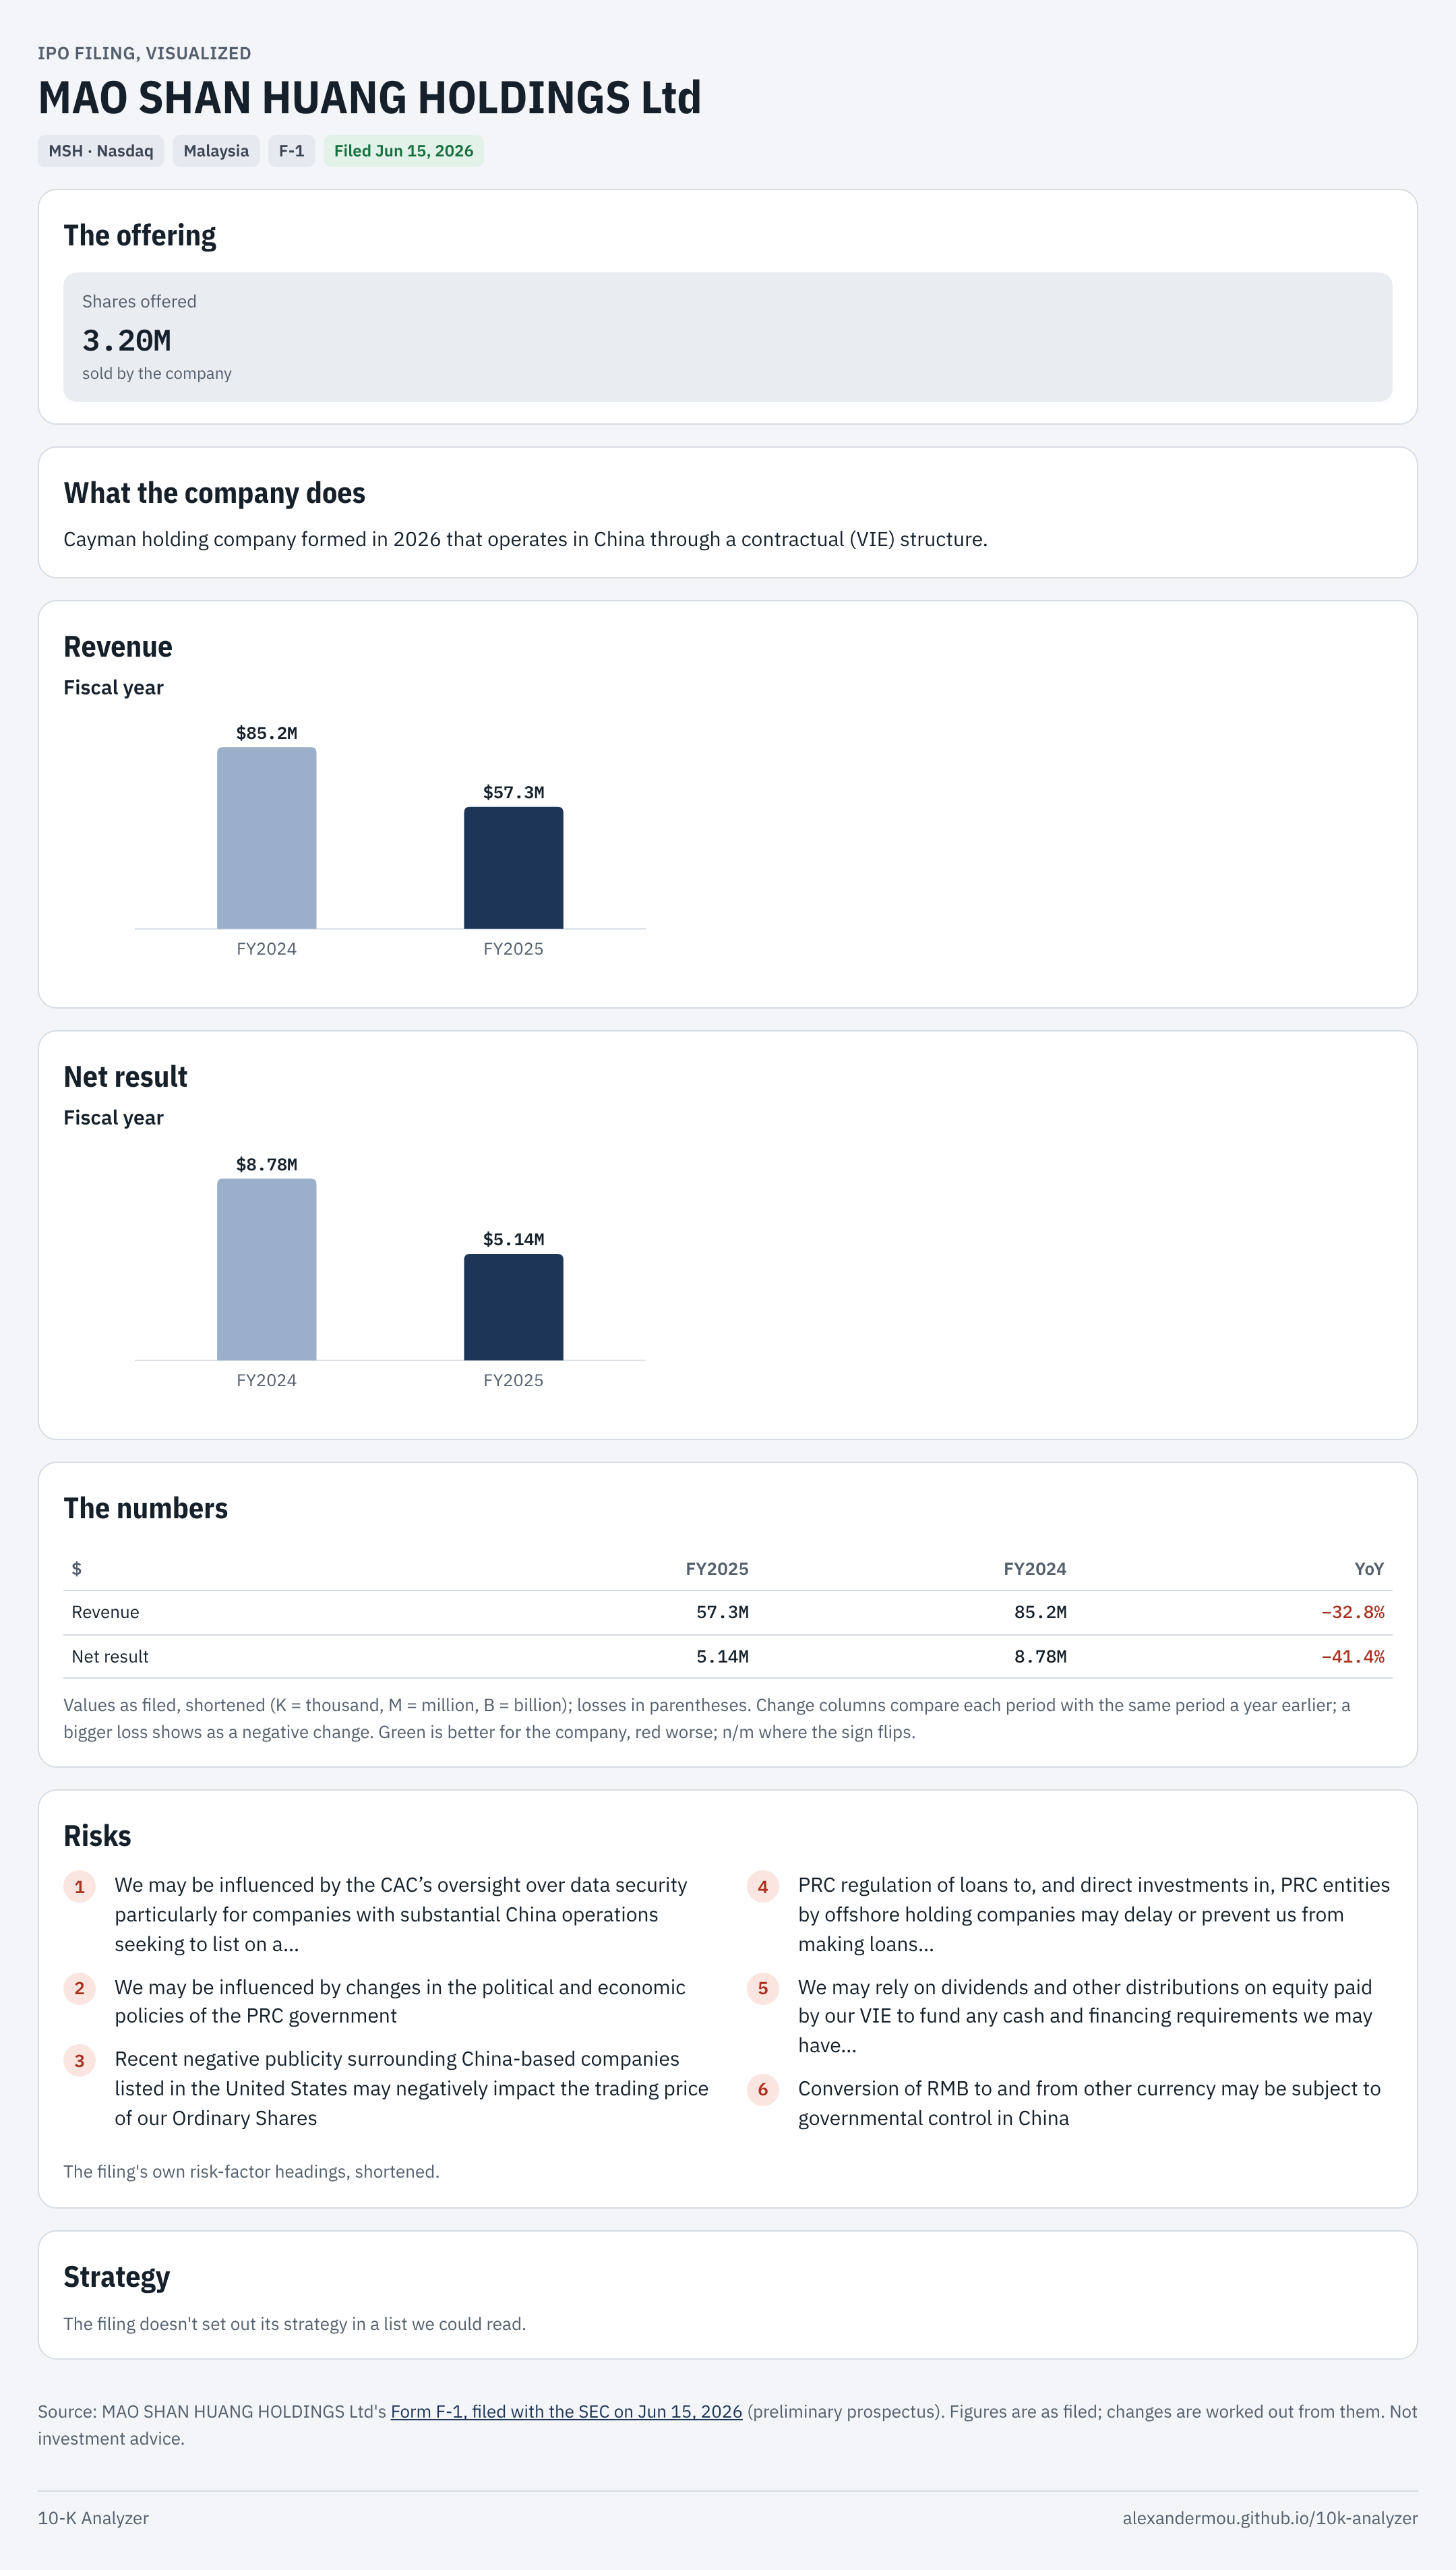 IPO FILING, VISUALIZED
MAO SHAN HUANG HOLDINGS Ltd
MSH · Nasdaq Malaysia F-1 Filed Jun 15, 2026
The offering
Shares offered
3.20M
sold by the company
What the company does
Cayman holding company formed in 2026 that operates in China through a contractual (VIE) structure.
Revenue
Fiscal year
$85.2M
$57.3M
FY2024 FY2025
Net result
Fiscal year
$8.78M
$5.14M
FY2024 FY2025
The numbers
$ FY2025 FY2024 YoY
Revenue 57.3M 85.2M −32.8%
Net result 5.14M 8.78M −41.4%
Values as filed, shortened (K = thousand, M = million, B = billion); losses in parentheses. Change columns compare each period with the same period a year earlier; a
bigger loss shows as a negative change. Green is better for the company, red worse; n/m where the sign flips.
Risks
1 We may be influenced by the CAC’s oversight over data security
particularly for companies with substantial China operations
seeking to list on a…
2 We may be influenced by changes in the political and economic
policies of the PRC government
3 Recent negative publicity surrounding China-based companies
listed in the United States may negatively impact the trading price
of our Ordinary Shares
4 PRC regulation of loans to, and direct investments in, PRC entities
by offshore holding companies may delay or prevent us from
making loans…
5 We may rely on dividends and other distributions on equity paid
by our VIE to fund any cash and financing requirements we may
have…
6 Conversion of RMB to and from other currency may be subject to
governmental control in China
The filing's own risk-factor headings, shortened.
Strategy
The filing doesn't set out its strategy in a list we could read.
Source: MAO SHAN HUANG HOLDINGS Ltd's Form F-1, filed with the SEC on Jun 15, 2026 (preliminary prospectus). Figures are as filed; changes are worked out from them. Not
investment advice.
10-K Analyzer alexandermou.github.io/10k-analyzer